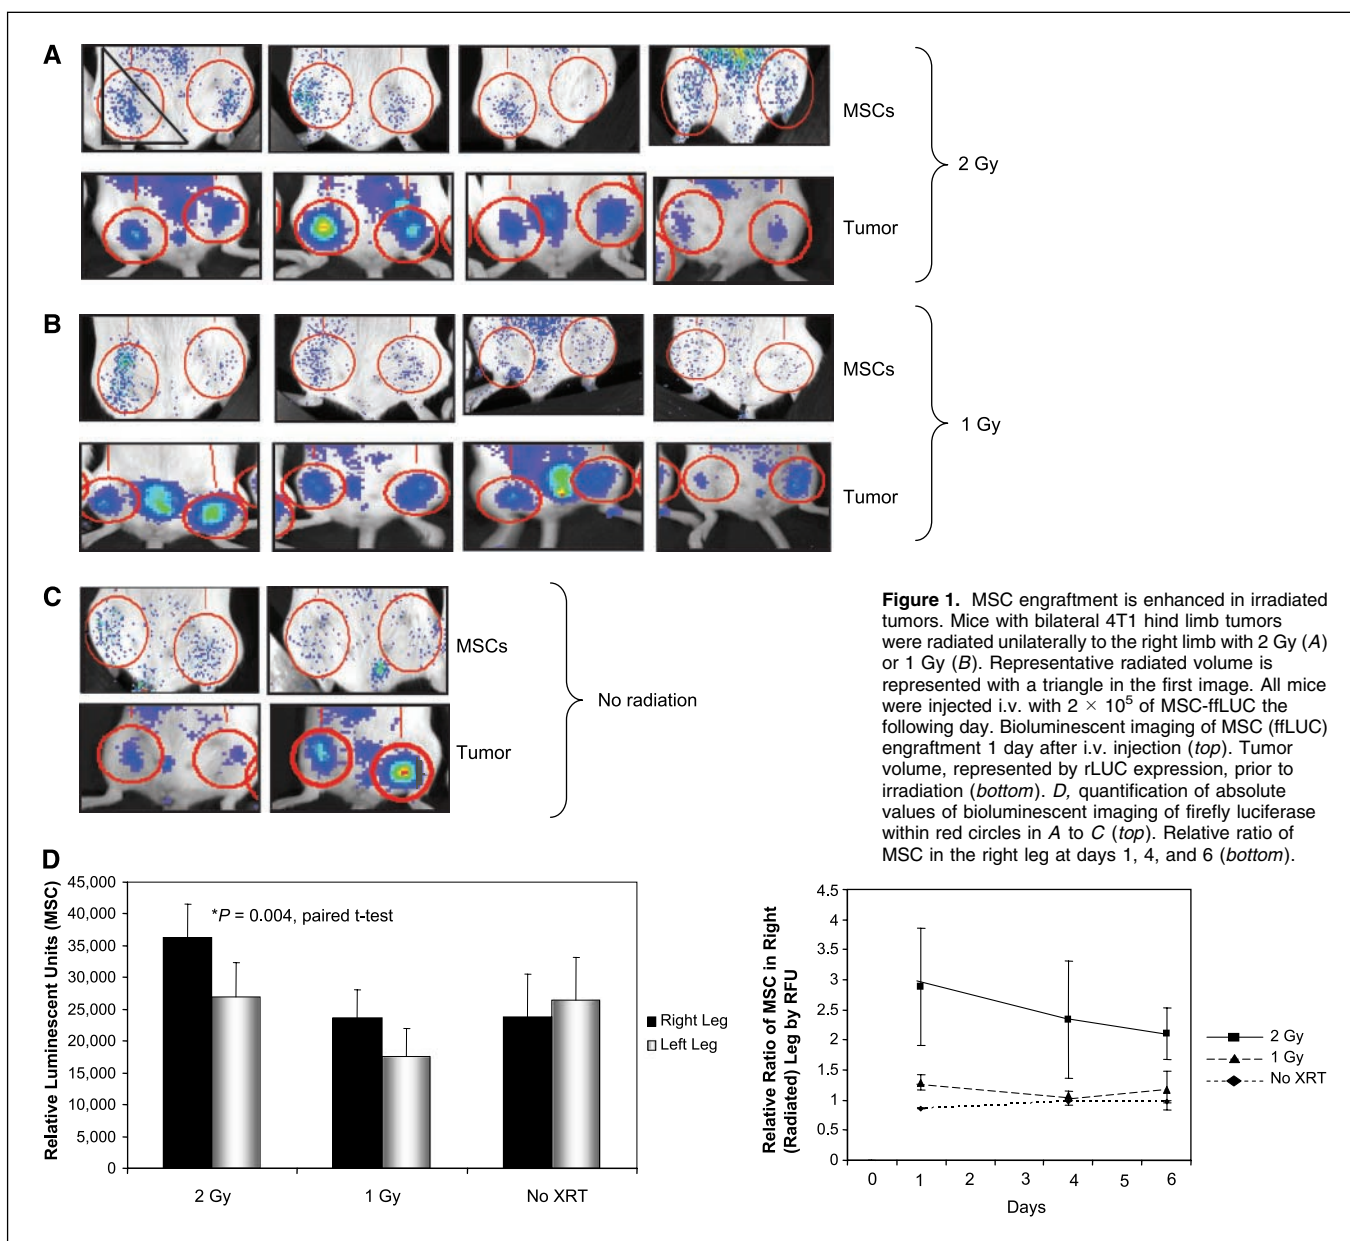 A
MSCs
2 Gy
Tumor
B
MSCs
1 Gy
Tumor
C
MSCs
No radiation
Tumor
Figure 1. MSC engraftment is enhanced in irradiated
tumors. Mice with bilateral 4T1 hind limb tumors
were radiated unilaterally to the right limb with 2 Gy (A)
or 1 Gy (B). Representative radiated volume is
represented with a triangle in the first image. All mice
were injected i.v. with 2 × 10⁵ of MSC-ffLUC the
following day. Bioluminescent imaging of MSC (ffLUC)
engraftment 1 day after i.v. injection (top). Tumor
volume, represented by rLUC expression, prior to
irradiation (bottom). D, quantification of absolute
values of bioluminescent imaging of firefly luciferase
within red circles in A to C (top). Relative ratio of
MSC in the right leg at days 1, 4, and 6 (bottom).
D
Relative Luminescent Units (MSC)
45,000
40,000
35,000
30,000
25,000
20,000
15,000
10,000
5,000
0
*P = 0.004, paired t-test
2 Gy
1 Gy
No XRT
Right Leg
Left Leg
Relative Ratio of MSC in Right
(Radiated) Leg by RFU
4.5
4
3.5
3
2.5
2
1.5
1
0.5
0
0 1 2 4 5 6
Days
2 Gy
1 Gy
No XRT